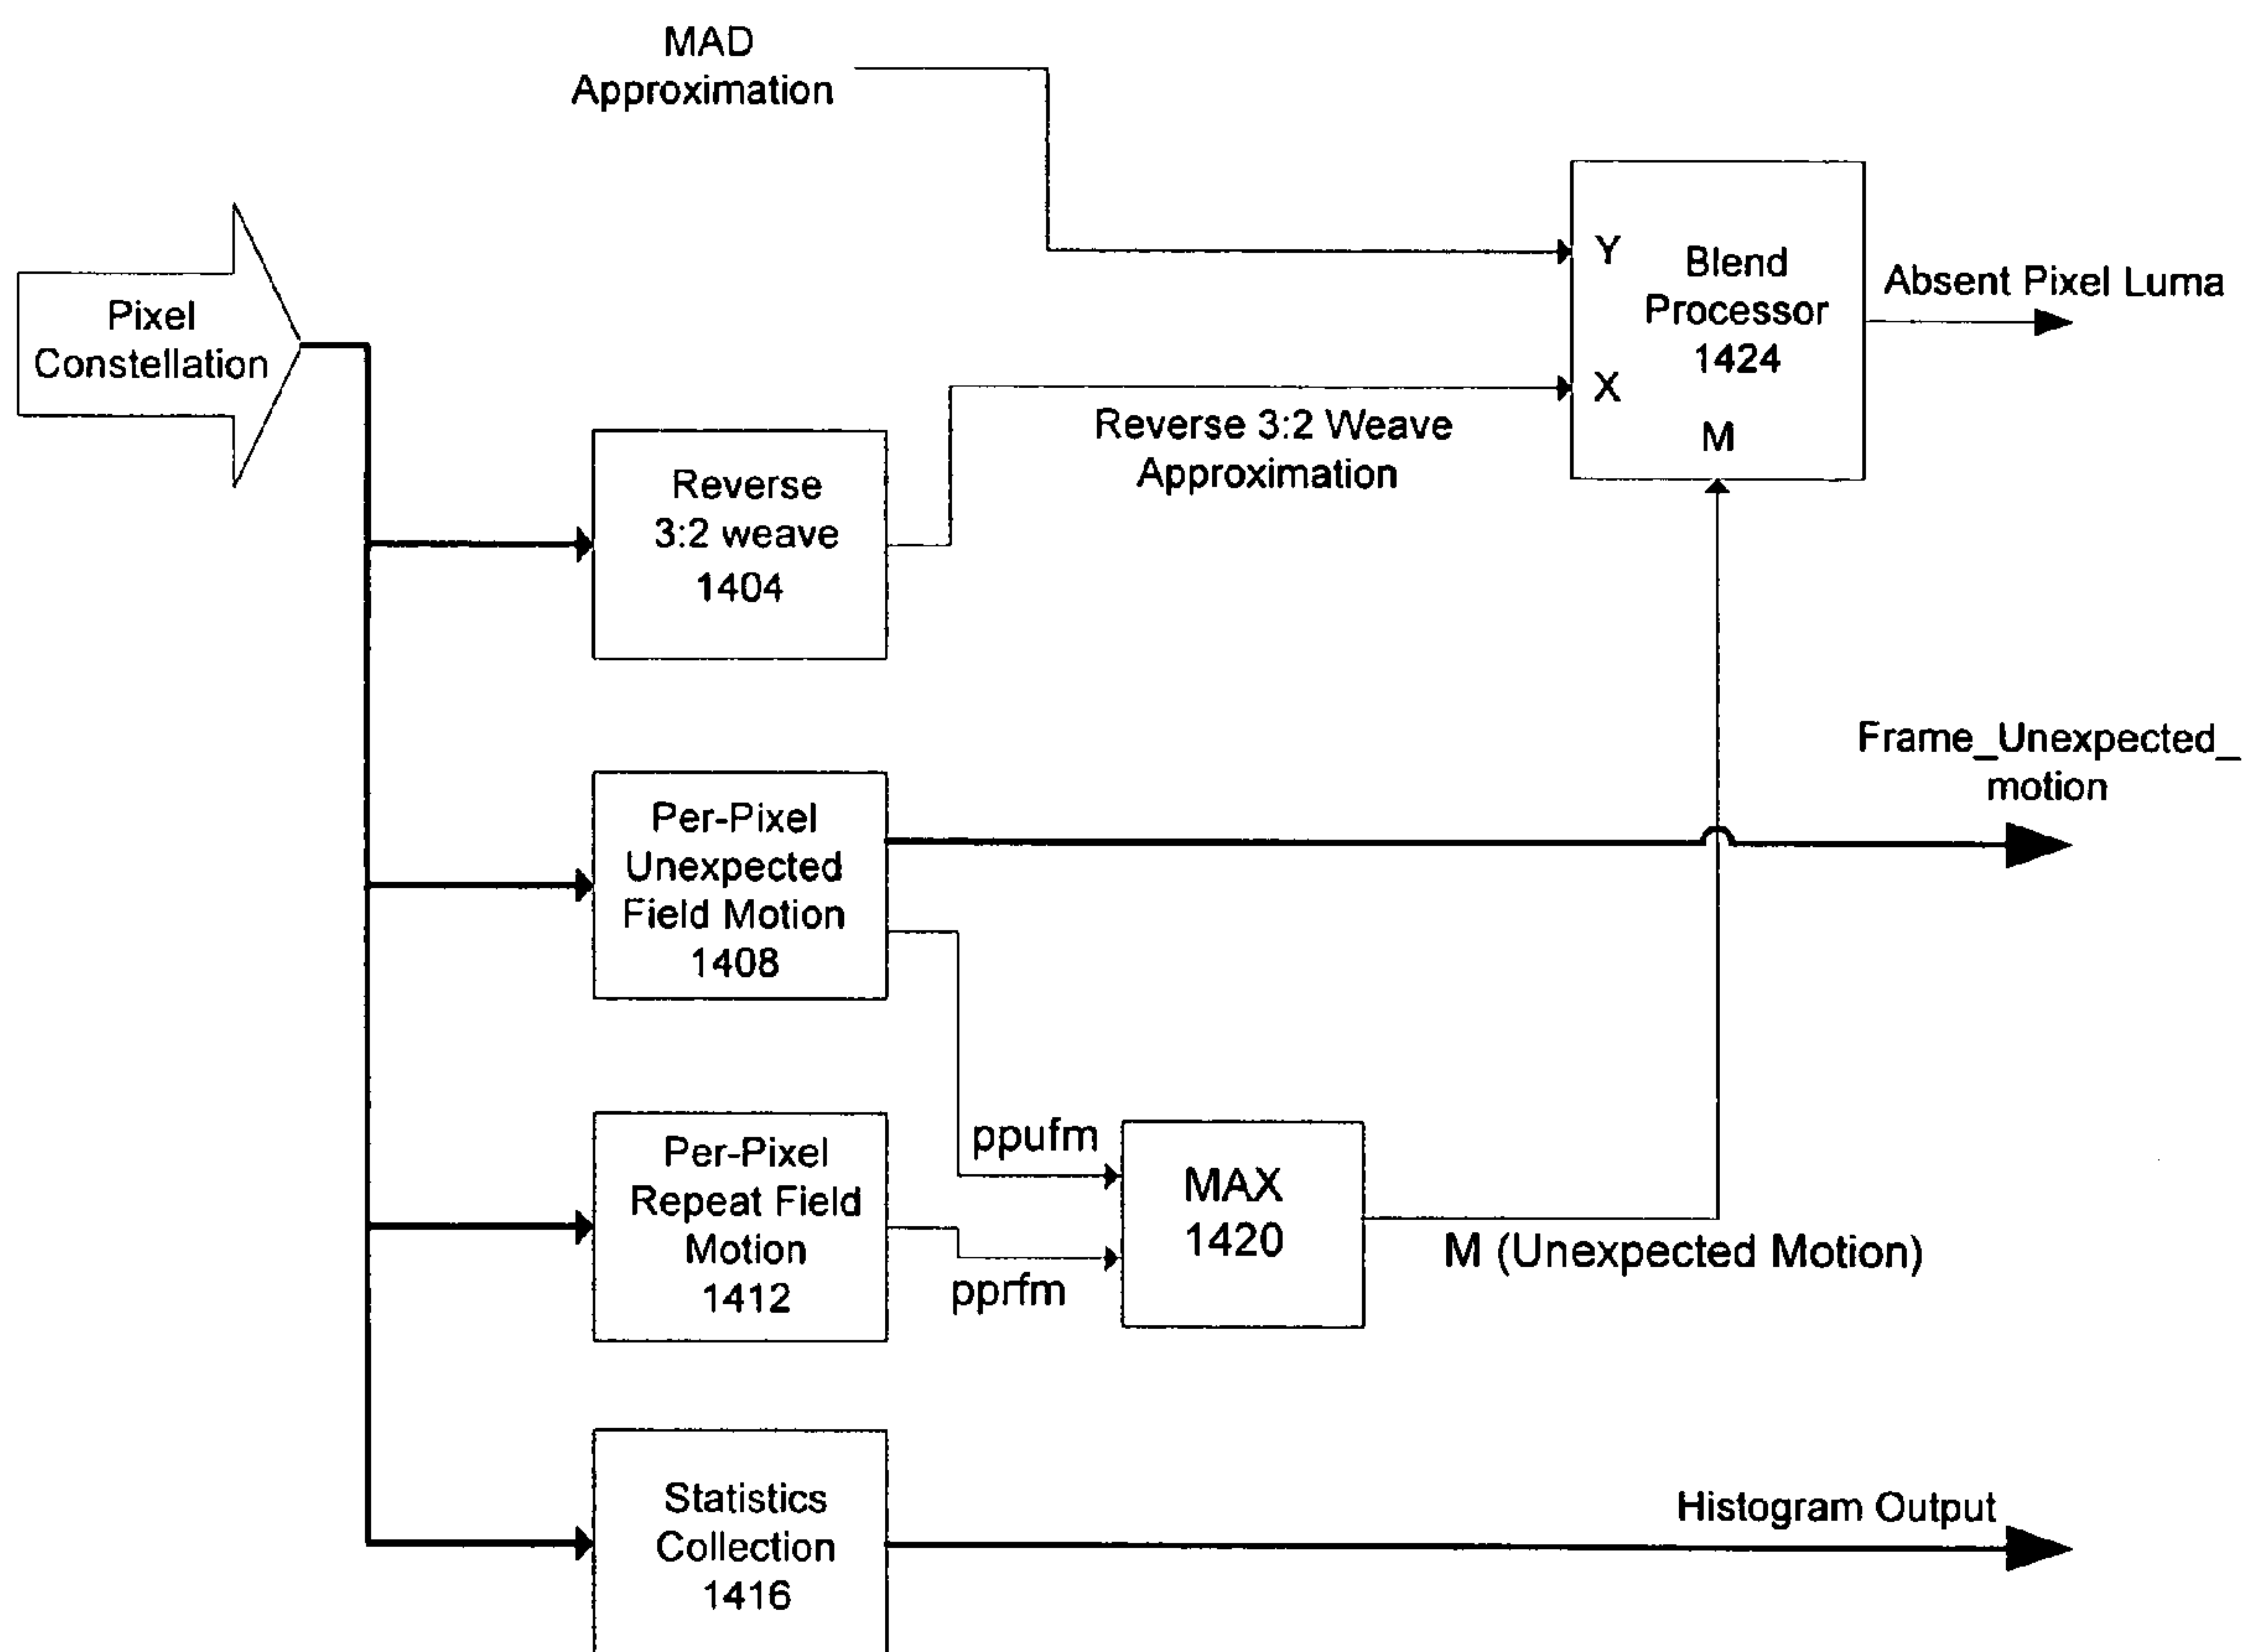 MAD
Approximation
Pixel
Constellation
Y
Blend
Processor
1424
X
M
Absent Pixel Luma
Reverse 3:2 Weave
Approximation
Reverse
3:2 weave
1404
Frame_Unexpected_
motion
Per-Pixel
Unexpected
Field Motion
1408
ppufm
Per-Pixel
Repeat Field
Motion
1412
pprfm
MAX
1420
M (Unexpected Motion)
Statistics
Collection
1416
Histogram Output